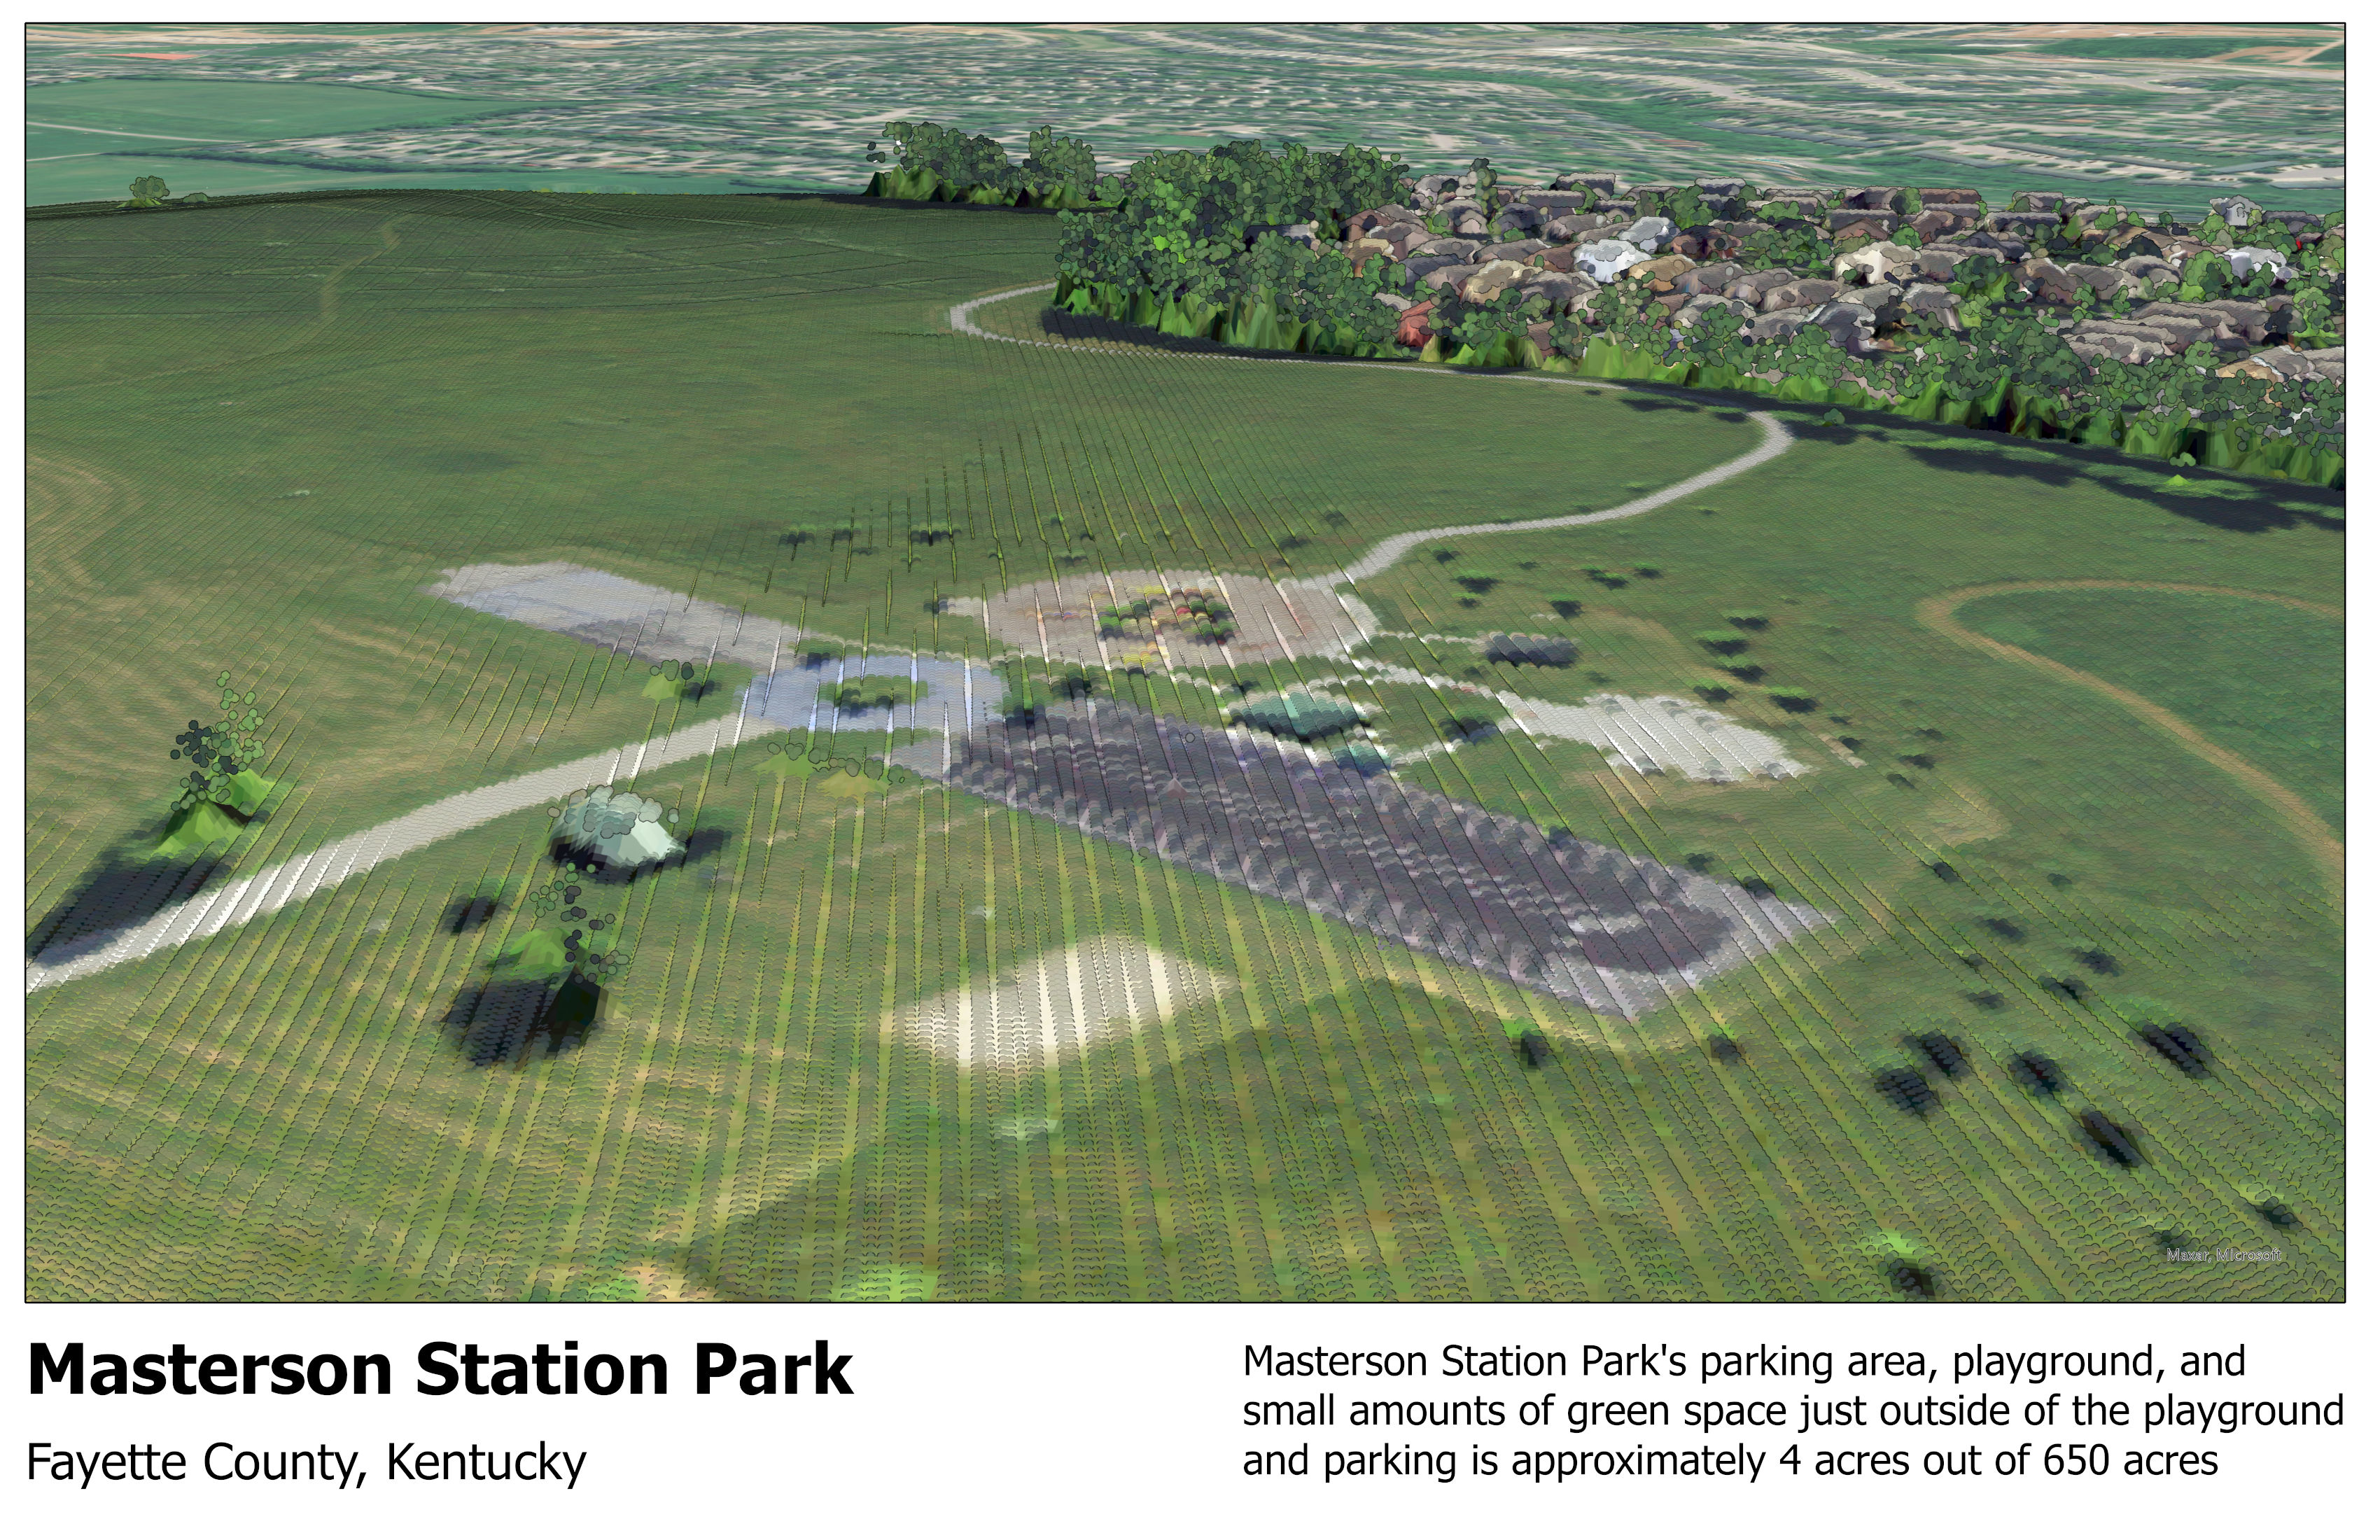 Maxar, Microsoft
Masterson Station Park
Fayette County, Kentucky
Masterson Station Park's parking area, playground, and
small amounts of green space just outside of the playground
and parking is approximately 4 acres out of 650 acres